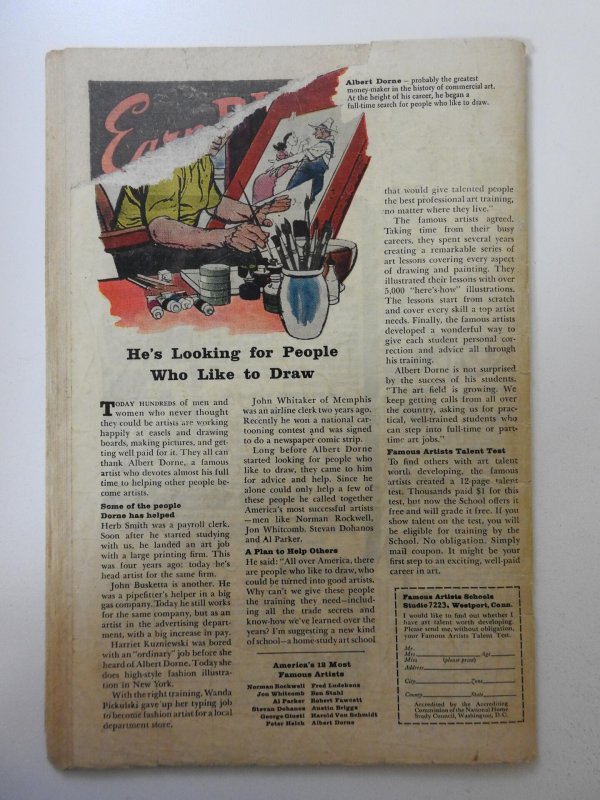 Earn
Albert Dorne — probably the greatest
money-maker in the history of commercial art.
At the height of his career, he began a
full-time search for people who like to draw.
He's Looking for People
Who Like to Draw
TODAY HUNDREDS of men and
women who never thought
they could be artists are working
happily at easels and drawing
boards, making pictures, and get-
ting well paid for it. They all can
thank Albert Dorne, a famous
artist who devotes almost his full
time to helping other people be-
come artists.
Some of the people
Dorne has helped
Herb Smith was a payroll clerk.
Soon after he started studying
with us, he landed an art job
with a large printing firm. This
was four years ago: today he's
head artist for the same firm.
John Busketta is another. He
was a pipefitter's helper in a big
gas company. Today he still works
for the same company, but as an
artist in the advertising depart-
ment, with a big increase in pay.
Harriet Kuzniewski was bored
with an "ordinary" job before she
heard of Albert Dorne. Today she
does high-style fashion illustra-
tion in New York.
With the right training, Wanda
Pickulski gave up her typing job
to become fashion artist for a local
department store.
John Whitaker of Memphis
was an airline clerk two years ago.
Recently he won a national car-
tooning contest and was signed
to do a newspaper comic strip.
Long before Albert Dorne
started looking for people who
like to draw, they came to him
for advice and help. Since he
alone could only help a few of
these people he called together
America's most successful artists
—men like Norman Rockwell,
Jon Whitcomb, Stevan Dohanos
and Al Parker.
A Plan to Help Others
He said: "All over America, there
are people who like to draw, who
could be turned into good artists.
Why can't we give these people
the training they need—includ-
ing all the trade secrets and
know-how we've learned over the
years? I'm suggesting a new kind
of school—a home-study art school
America's 12 Most
Famous Artists
Norman Rockwell Fred Ludekens
Jon Whitcomb Ben Stahl
Al Parker Robert Fawcett
Stevan Dohanos Austin Briggs
George Giusti Harold Von Schmidt
Peter Helck Albert Dorne
that would give talented people
the best professional art training,
no matter where they live."
The famous artists agreed.
Taking time from their busy
careers, they spent several years
creating a remarkable series of
art lessons covering every aspect
of drawing and painting. They
illustrated their lessons with over
5,000 "here's-how" illustrations.
The lessons start from scratch
and cover every skill a top artist
needs. Finally, the famous artists
developed a wonderful way to
give each student personal cor-
rection and advice all through
his training.
Albert Dorne is not surprised
by the success of his students.
"The art field is growing. We
keep getting calls from all over
the country, asking us for prac-
tical, well-trained students who
can step into full-time or part-
time art jobs."
Famous Artists Talent Test
To find others with art talent
worth developing, the famous
artists created a 12-page talent
test. Thousands paid $1 for this
test, but now the School offers it
free and will grade it free. If you
show talent on the test, you will
be eligible for training by the
School. No obligation. Simply
mail coupon. It might be your
first step to an exciting, well-paid
career in art.
Famous Artists Schools
Studio 7223, Westport, Conn.
I would like to find out whether I
have art talent worth developing.
Please send me, without obligation,
your Famous Artists Talent Test.
Mr.
Mrs. Age
Miss (please print)
Address
City Zone
County State
Accredited by the Accrediting
Commission of the National Home
Study Council, Washington, D.C.